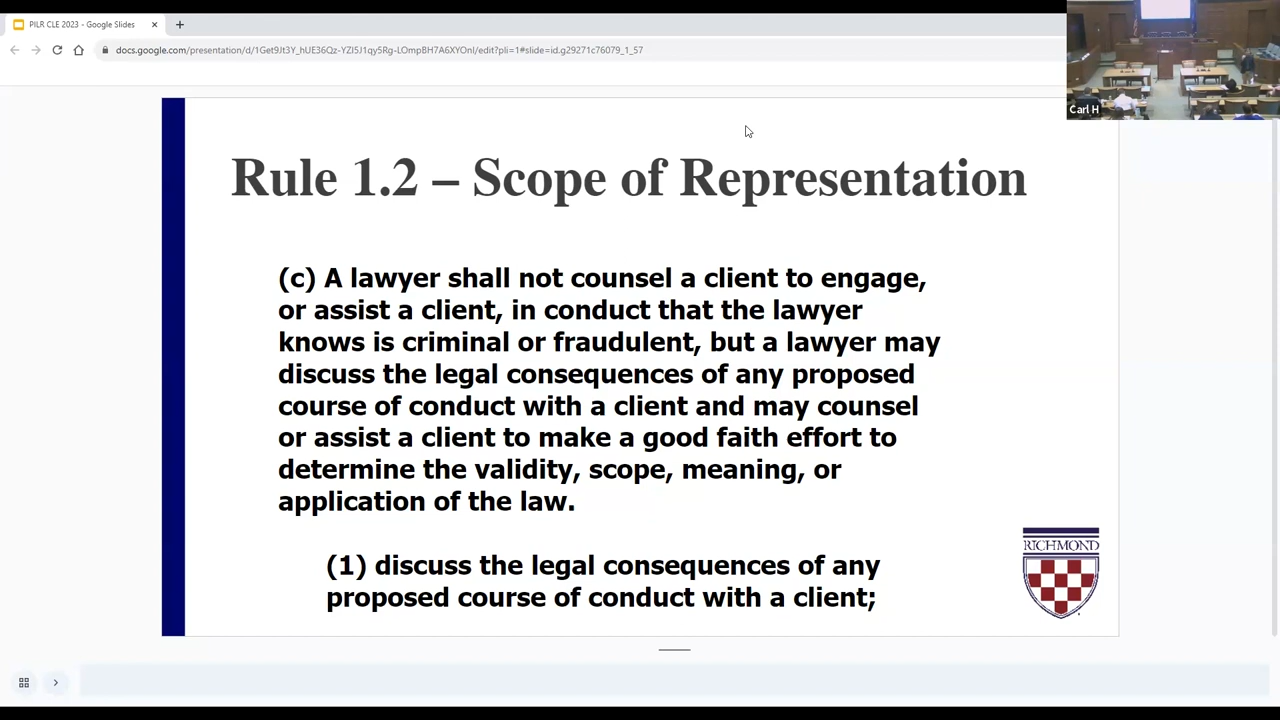 PILR CLE 2023 - Google Slides
docs.google.com/presentation/d/1Get9Jt3Y_hUE36Qz-YZl5J1qy5Rg-LOmpBH7A6XYOnI/edit?pli=1#slide=id.g29271c76079_1_57
Carl H
Rule 1.2 – Scope of Representation
(c) A lawyer shall not counsel a client to engage,
or assist a client, in conduct that the lawyer
knows is criminal or fraudulent, but a lawyer may
discuss the legal consequences of any proposed
course of conduct with a client and may counsel
or assist a client to make a good faith effort to
determine the validity, scope, meaning, or
application of the law.
(1) discuss the legal consequences of any
proposed course of conduct with a client;
RICHMOND